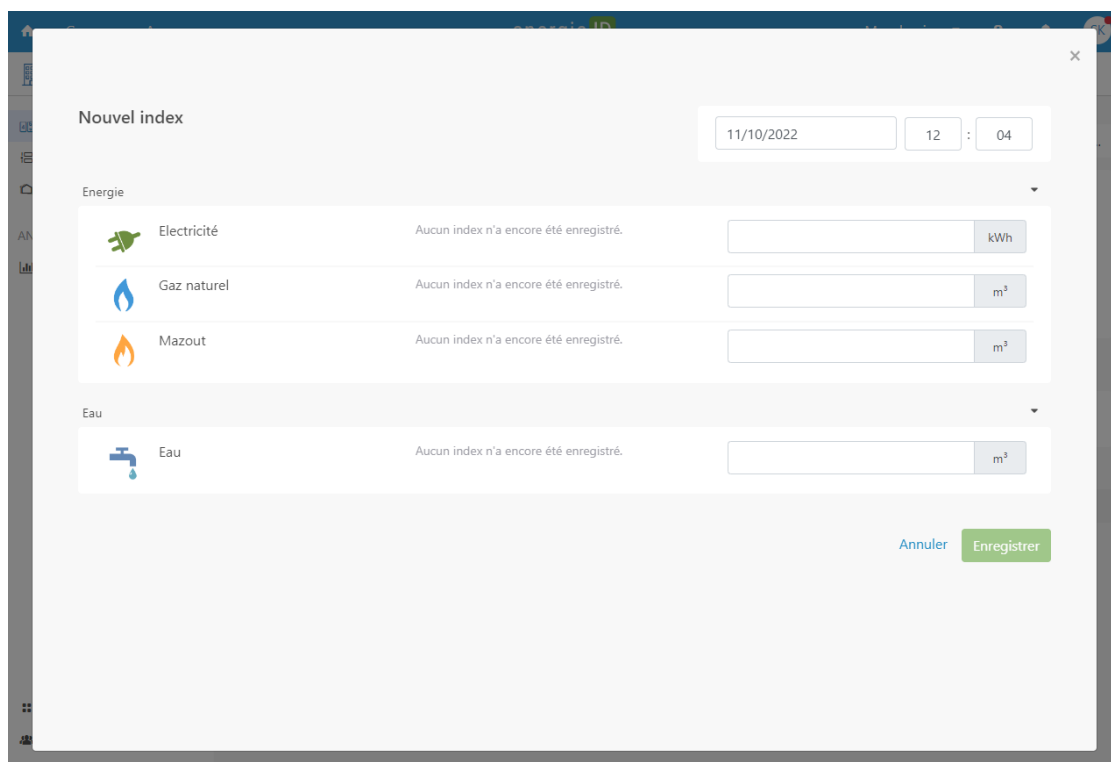 ×
Nouvel index
11/10/2022 12 : 04
Energie
Electricité Aucun index n'a encore été enregistré. kWh
Gaz naturel Aucun index n'a encore été enregistré. m³
Mazout Aucun index n'a encore été enregistré. m³
Eau
Eau Aucun index n'a encore été enregistré. m³
Annuler Enregistrer